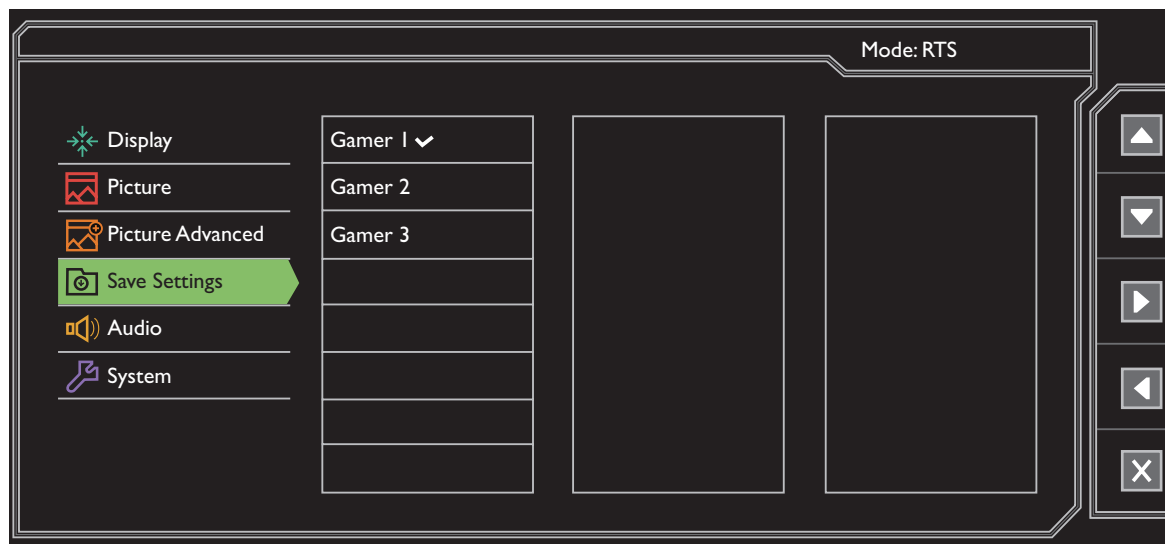 Mode: RTS
Display
Picture
Picture Advanced
Save Settings
Audio
System
Gamer 1
Gamer 2
Gamer 3